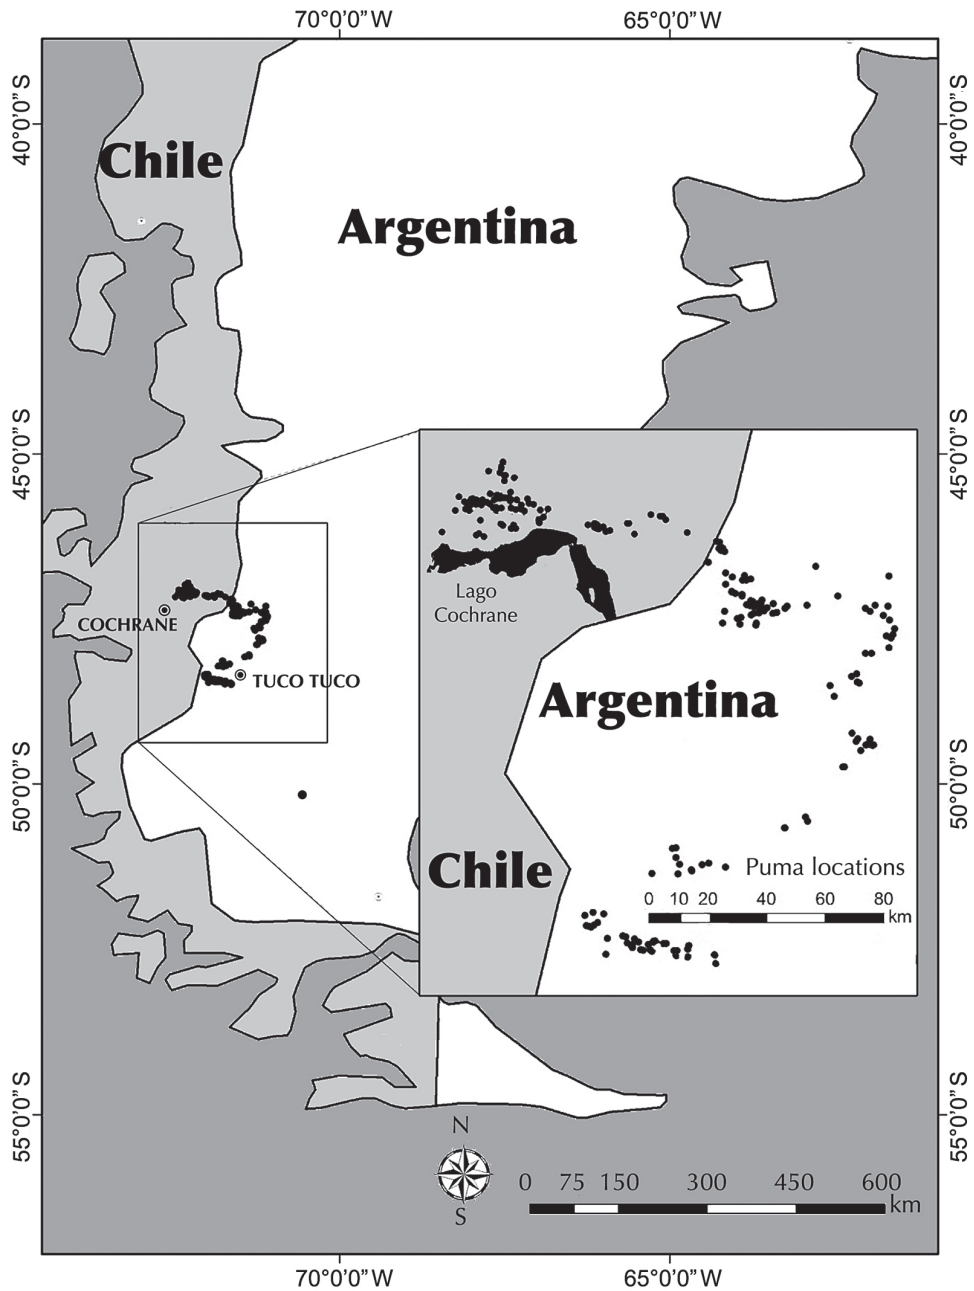 70°0'0"W 65°0'0"W
40°0'0"S 40°0'0"S
Chile
Argentina
45°0'0"S 45°0'0"S
Lago
Cochrane
COCHRANE
TUCO TUCO
Argentina
50°0'0"S 50°0'0"S
Chile
Puma locations
0 10 20 40 60 80
km
55°0'0"S 55°0'0"S
N
S
0 75 150 300 450 600
km
70°0'0"W 65°0'0"W